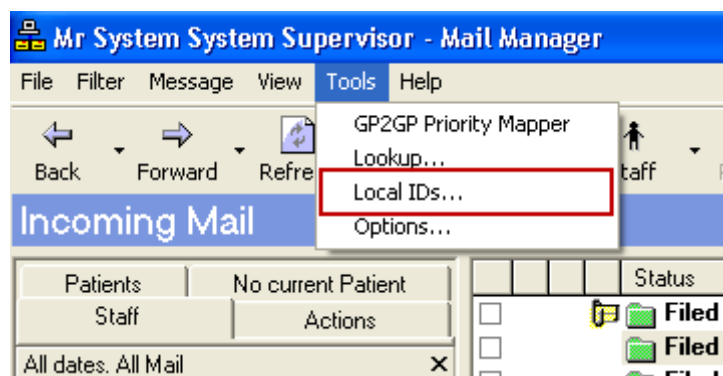 Mr System System Supervisor - Mail Manager
File Filter Message View Tools Help
GP2GP Priority Mapper
Lookup...
Local IDs...
Options...
Back Forward Refre taff
Incoming Mail
Patients No current Patient
Staff Actions
All dates. All Mail
Status
Filed
Filed